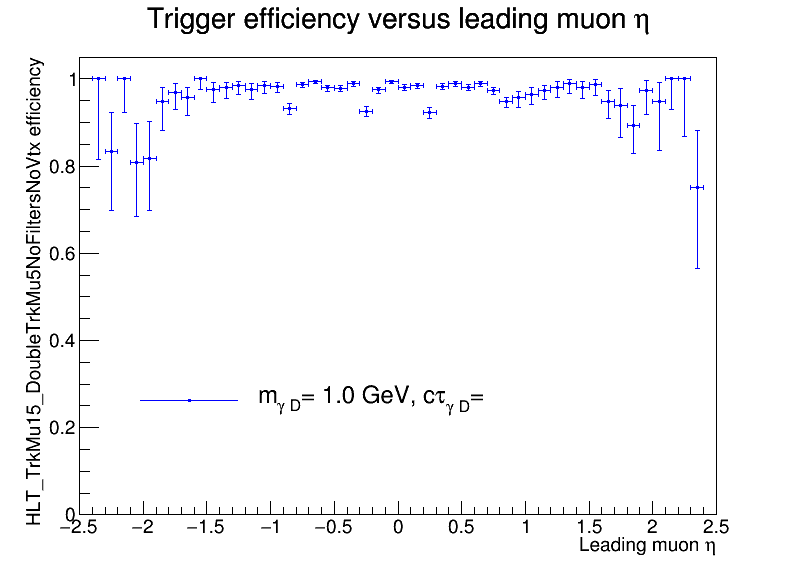 Trigger efficiency versus leading muon η
HLT_TrkMu15_DoubleTrkMu5NoFiltersNoVtx efficiency
1
0.8
0.6
0.4
0.2
0
mγ D= 1.0 GeV, cτγ D=
−2.5 −2 −1.5 −1 −0.5 0 0.5 1 1.5 2 2.5
Leading muon η